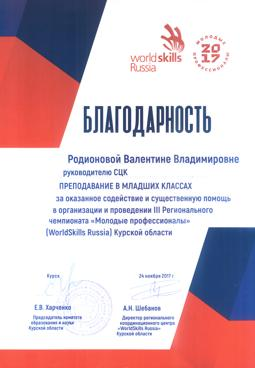 worldskills
Russia
МОЛОДЫЕ
2017
ПРОФЕССИОНАЛЫ
БЛАГОДАРНОСТЬ
Родионовой Валентине Владимировне
руководителю СЦК
ПРЕПОДАВАНИЕ В МЛАДШИХ КЛАССАХ
за оказанное содействие и существенную помощь
в организации и проведении III Регионального
чемпионата «Молодые профессионалы»
(WorldSkills Russia) Курской области
Курск
24 ноября 2017 г
Е.В. Харченко
А.Н. Шебанов
Председатель комитета
образования и науки
Курской области
Директор регионального
координационного центра
«WorldSkills Russia»
Курской области